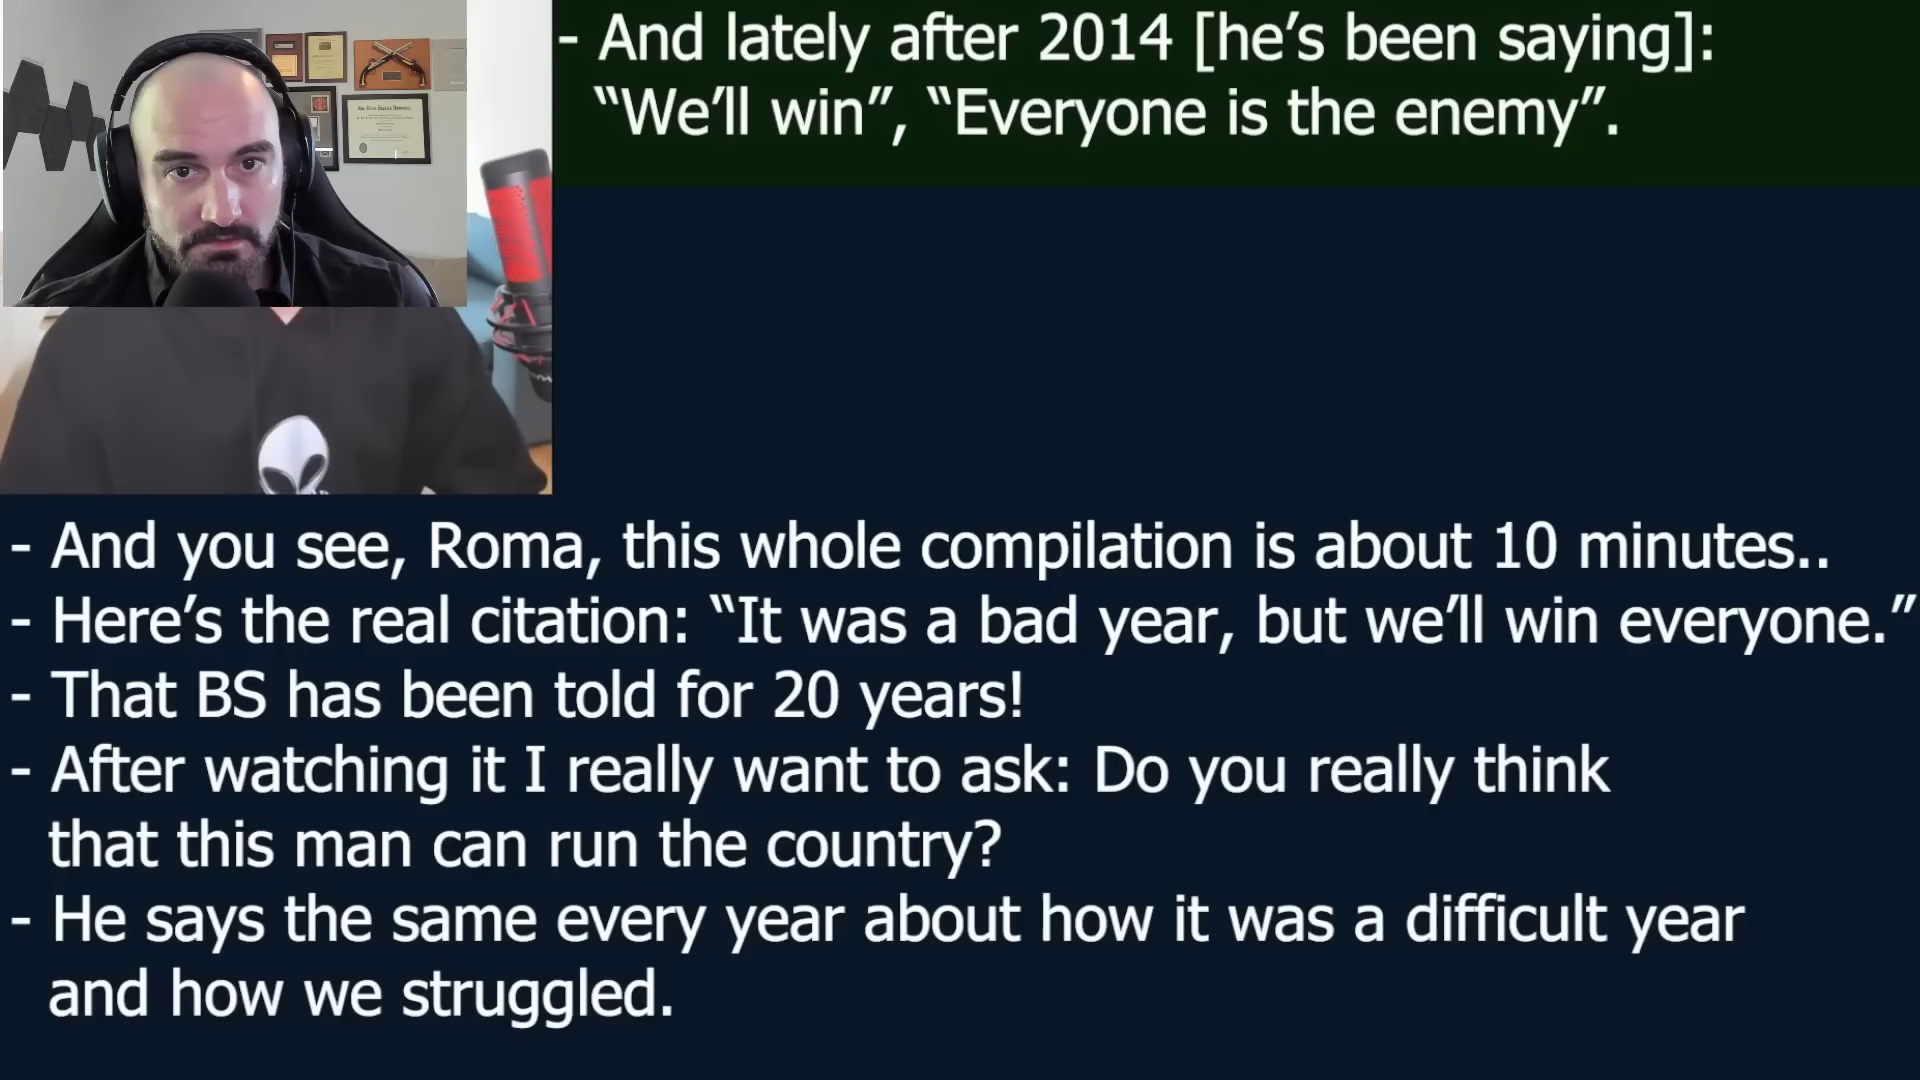 - And lately after 2014 [he’s been saying]:
“We’ll win”, “Everyone is the enemy”.
- And you see, Roma, this whole compilation is about 10 minutes..
- Here’s the real citation: “It was a bad year, but we’ll win everyone.”
- That BS has been told for 20 years!
- After watching it I really want to ask: Do you really think
that this man can run the country?
- He says the same every year about how it was a difficult year
and how we struggled.